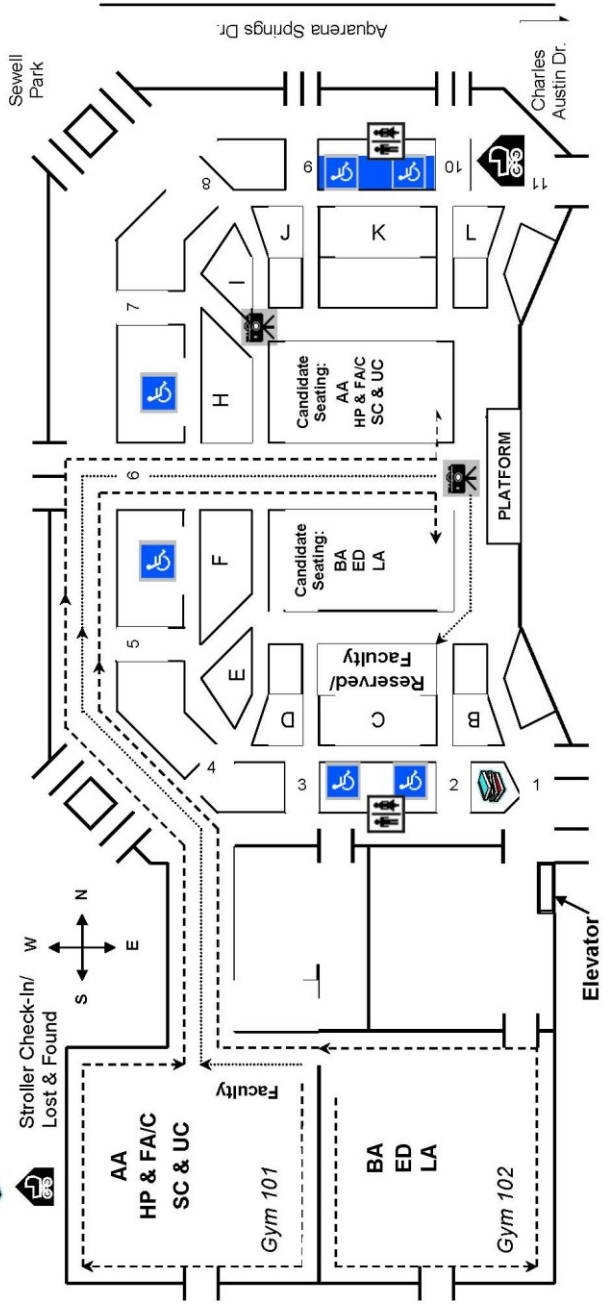 Aquarena Springs Dr.
Sewell
Park
Charles
Austin Dr.
8
9
10
11
7
I
J
K
L
H
Candidate
Seating:
AA
HP & FA/C
SC & UC
6
PLATFORM
F
Candidate
Seating:
BA
ED
LA
5
E
Reserved/
Faculty
D
C
B
4
3
2
1
W
N
S
E
Elevator
Stroller Check-In/
Lost & Found
Faculty
AA
HP & FA/C
SC & UC
Gym 101
BA
ED
LA
Gym 102